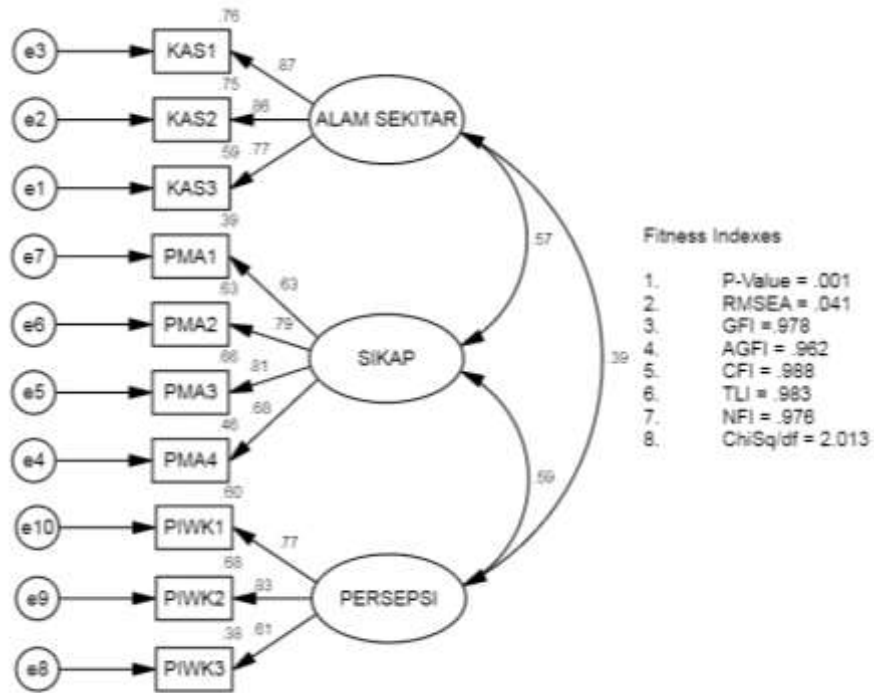 .76
e3 KAS1
.87
.75
e2 KAS2 .86 ALAM SEKITAR
.59 .77
e1 KAS3
.39
e7 PMA1
.57
.63 .63
e6 PMA2
.79
.66 SIKAP
.81
e5 PMA3
.46 .68
e4 PMA4
.60
.59
e10 PIWK1
.77
.68
e9 PIWK2 .83 PERSEPSI
.38 .61
e8 PIWK3
.39
Fitness Indexes
1. P-Value = .001
2. RMSEA = .041
3. GFI =.978
4. AGFI = .962
5. CFI = .988
6. TLI = .983
7. NFI = .976
8. ChiSq/df = 2.013